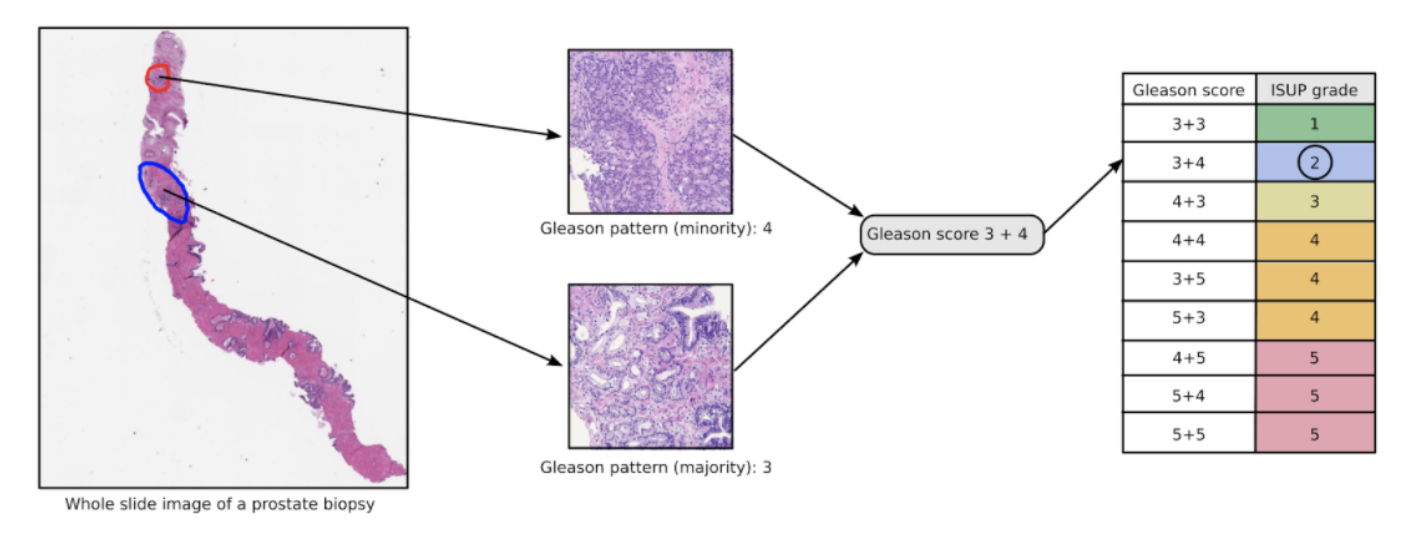 Whole slide image of a prostate biopsy
Gleason pattern (minority): 4
Gleason pattern (majority): 3
Gleason score 3 + 4
Gleason score ISUP grade
3+3 1
3+4 2
4+3 3
4+4 4
3+5 4
5+3 4
4+5 5
5+4 5
5+5 5